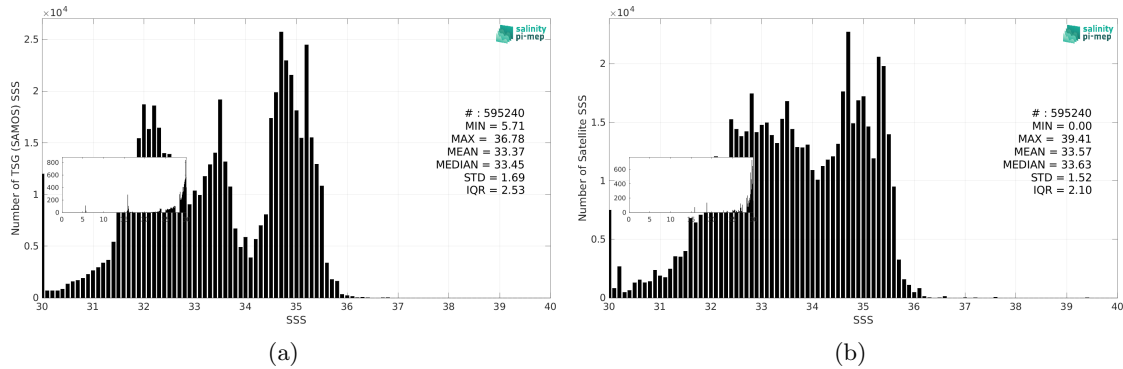 ×10⁴
2.5
2
1.5
1
0.5
0
30 31 32 33 34 35 36 37 38 39 40
SSS
Number of TSG (SAMOS) SSS
salinity
pi-mep
# : 595240
MIN = 5.71
MAX = 36.78
MEAN = 33.37
MEDIAN = 33.45
STD = 1.69
IQR = 2.53
800
600
400
200
0
0 5 10
(a)
×10⁴
2
1.5
1
0.5
0
30 31 32 33 34 35 36 37 38 39 40
SSS
Number of Satellite SSS
salinity
pi-mep
# : 595240
MIN = 0.00
MAX = 39.41
MEAN = 33.57
MEDIAN = 33.63
STD = 1.52
IQR = 2.10
600
400
200
0
0 5 10
(b)